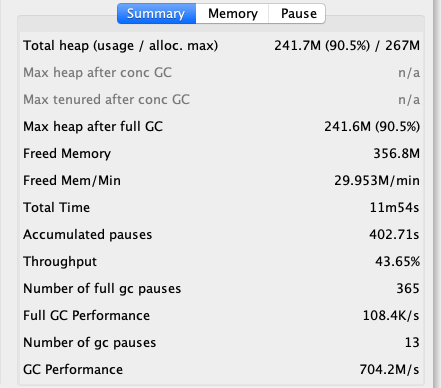 Summary Memory Pause
Total heap (usage / alloc. max) 241.7M (90.5%) / 267M
Max heap after conc GC n/a
Max tenured after conc GC n/a
Max heap after full GC 241.6M (90.5%)
Freed Memory 356.8M
Freed Mem/Min 29.953M/min
Total Time 11m54s
Accumulated pauses 402.71s
Throughput 43.65%
Number of full gc pauses 365
Full GC Performance 108.4K/s
Number of gc pauses 13
GC Performance 704.2M/s